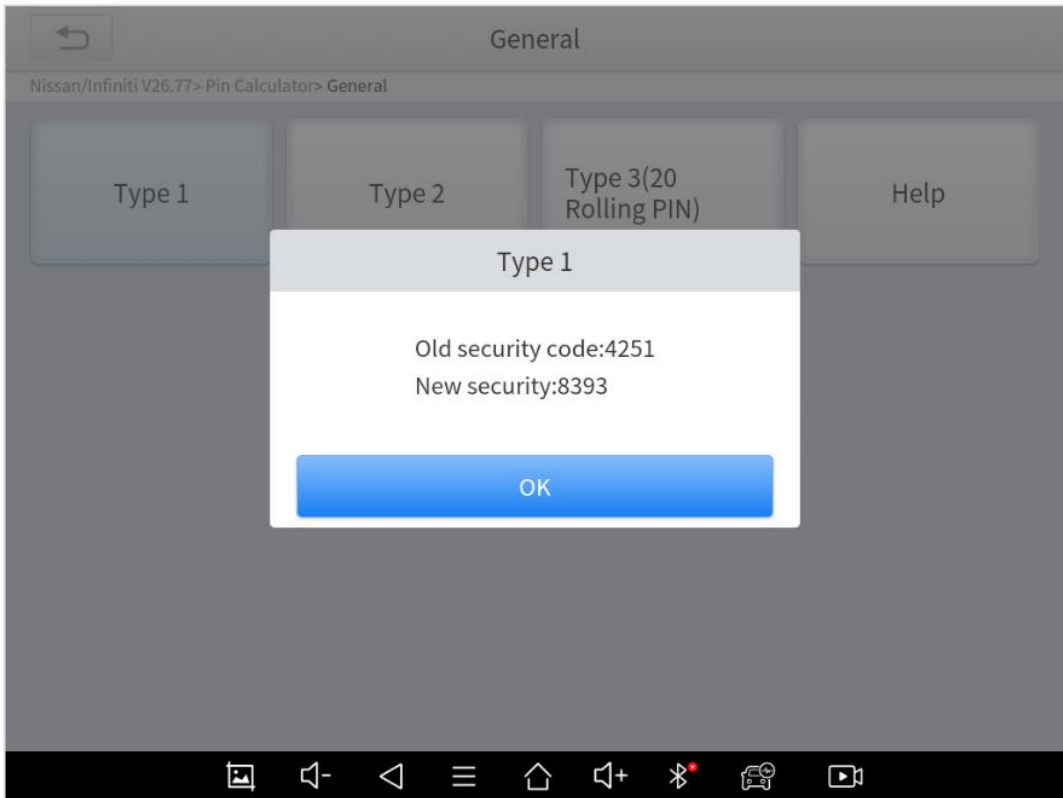 General
Nissan/Infiniti V26.77> Pin Calculator> General
Type 1
Type 2
Type 3(20
Rolling PIN)
Help
Type 1
Old security code:4251
New security:8393
OK